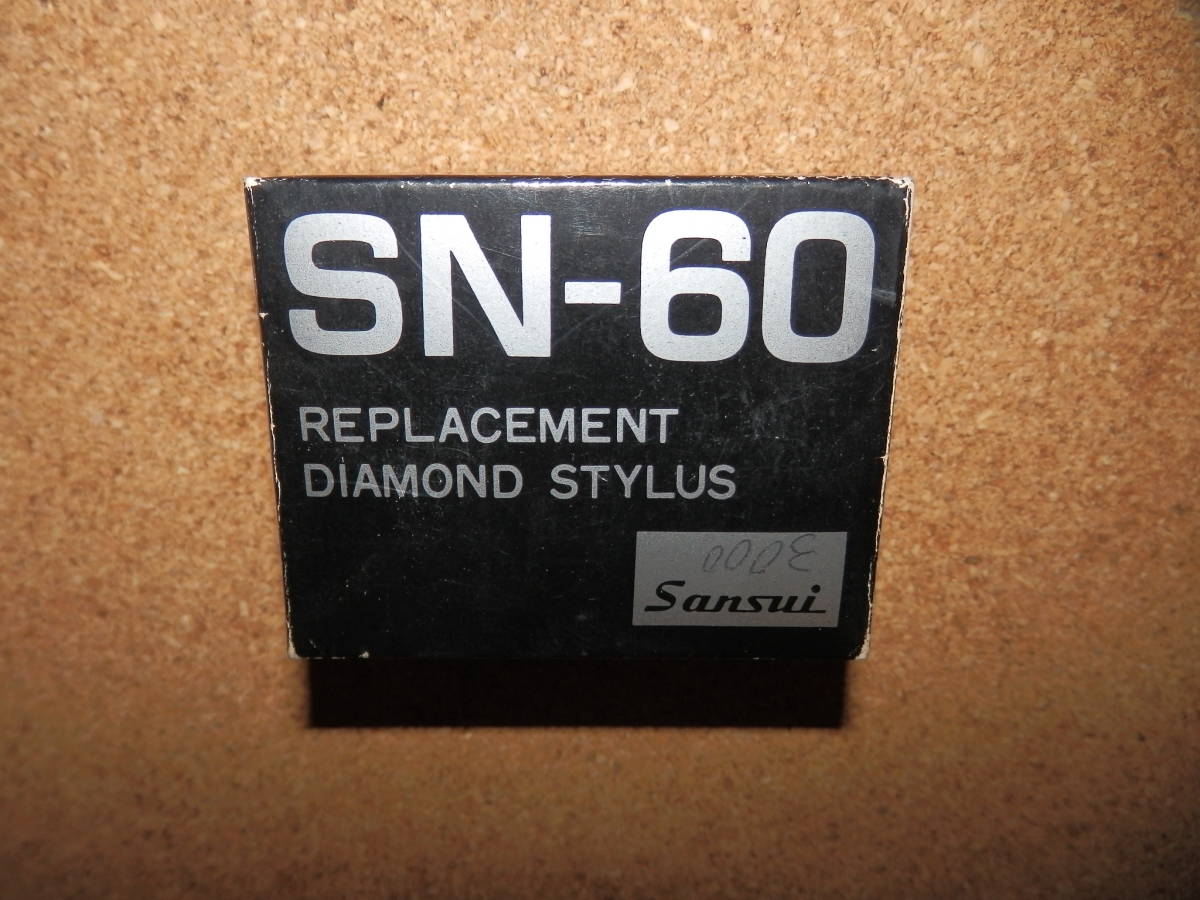 SN-60
REPLACEMENT
DIAMOND STYLUS
3000
Sansui